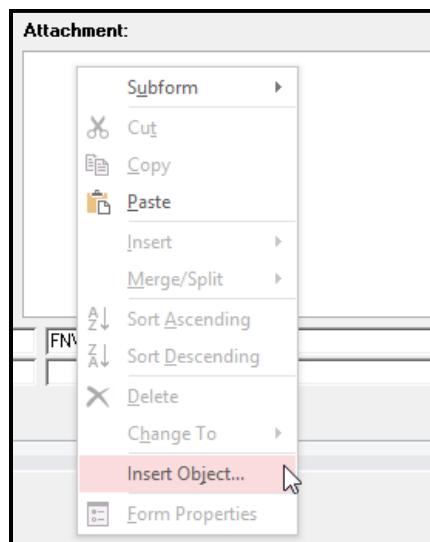 Attachment:
Subform
Cut
Copy
Paste
Insert
Merge/Split
Sort Ascending
FNV
Sort Descending
Delete
Change To
Insert Object...
Form Properties